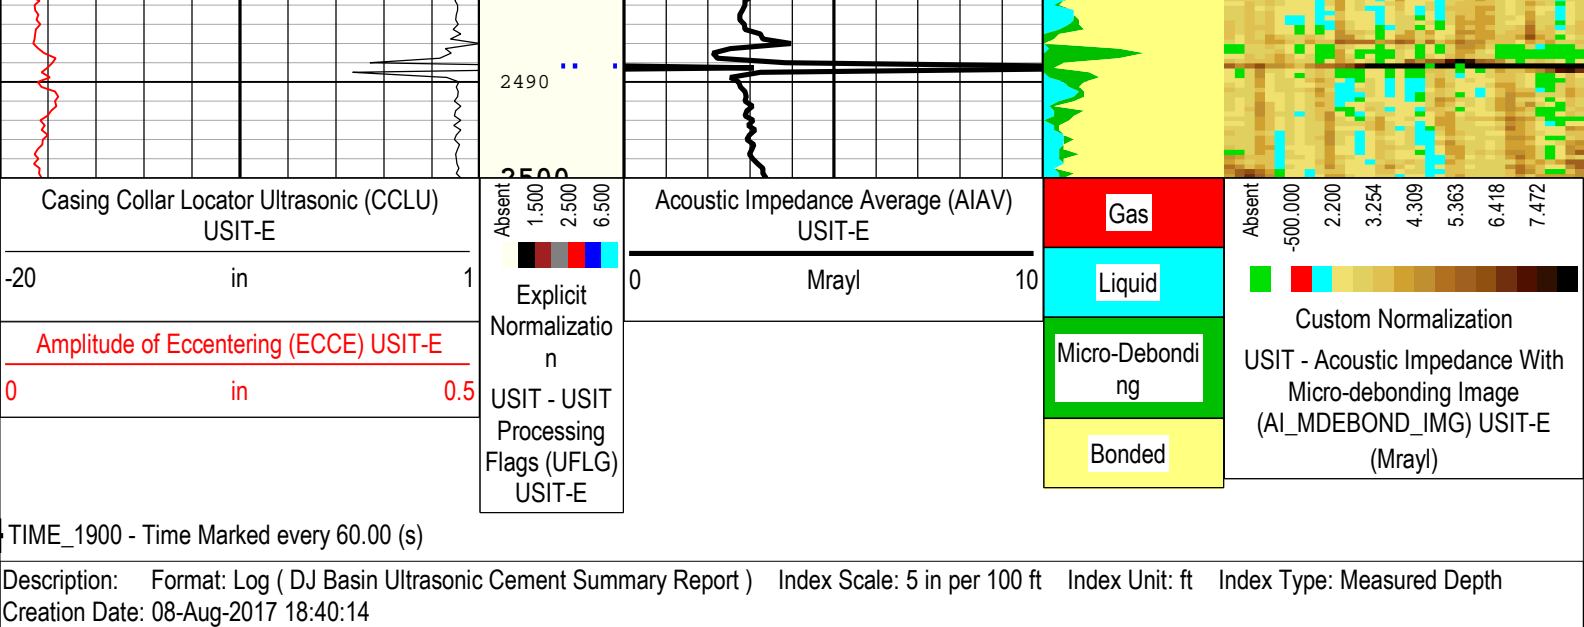 2490
2500
Casing Collar Locator Ultrasonic (CCLU)
USIT-E
-20 in 1
Amplitude of Eccentering (ECCE) USIT-E
0 in 0.5
Absent
1.500
2.500
6.500
Explicit
Normalizatio
n
USIT - USIT
Processing
Flags (UFLG)
USIT-E
Acoustic Impedance Average (AIAV)
USIT-E
0 Mrayl 10
Gas
Liquid
Micro-Debondi
ng
Bonded
Absent
-500.000
2.200
3.254
4.309
5.363
6.418
7.472
Custom Normalization
USIT - Acoustic Impedance With
Micro-debonding Image
(AI_MDEBOND_IMG) USIT-E
(Mrayl)
TIME_1900 - Time Marked every 60.00 (s)
Description: Format: Log ( DJ Basin Ultrasonic Cement Summary Report ) Index Scale: 5 in per 100 ft Index Unit: ft Index Type: Measured Depth
Creation Date: 08-Aug-2017 18:40:14